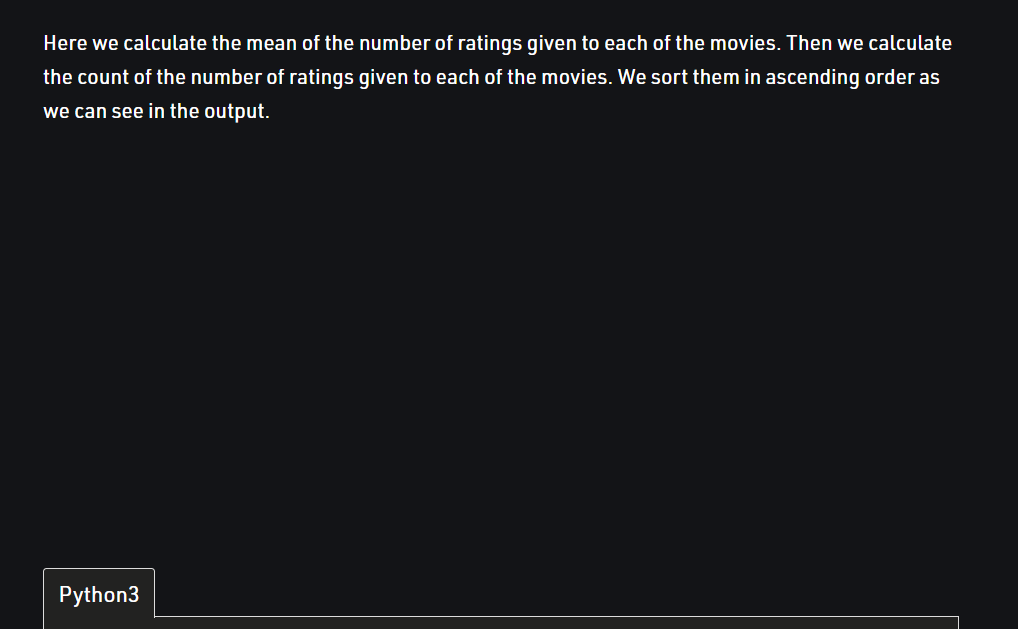 Here we calculate the mean of the number of ratings given to each of the movies. Then we calculate
the count of the number of ratings given to each of the movies. We sort them in ascending order as
we can see in the output.
Python3